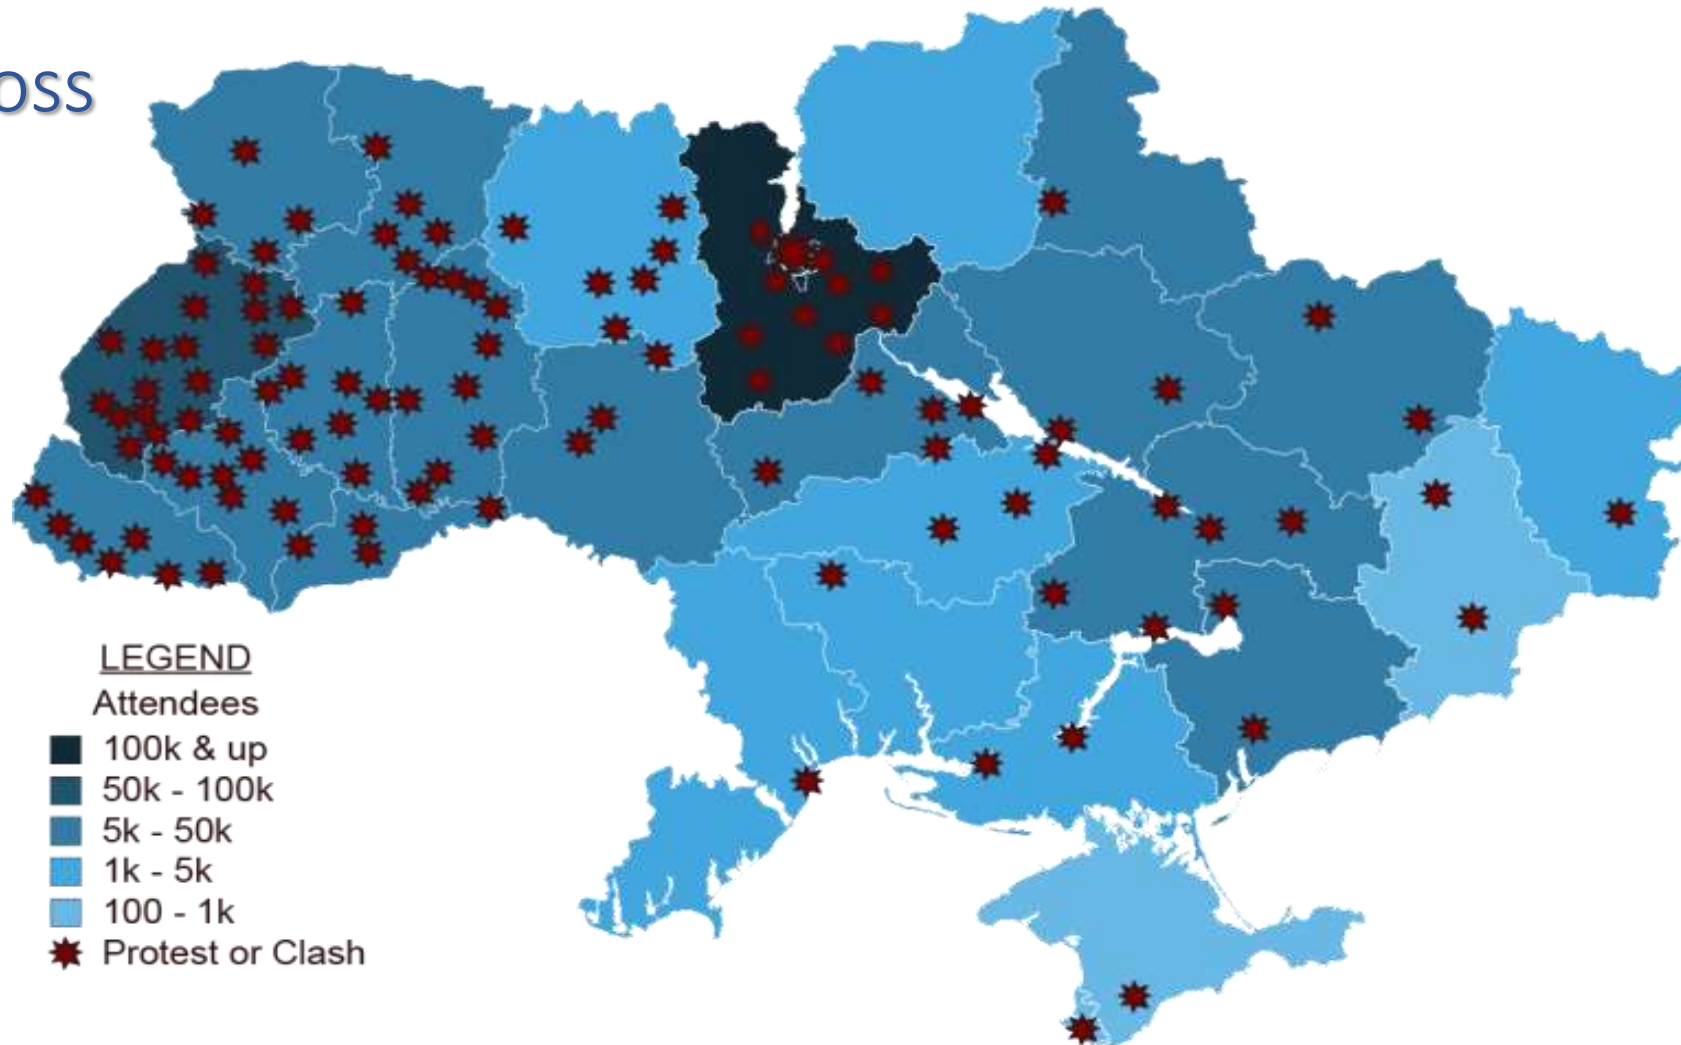 oss
LEGEND
Attendees
100k & up
50k - 100k
5k - 50k
1k - 5k
100 - 1k
Protest or Clash